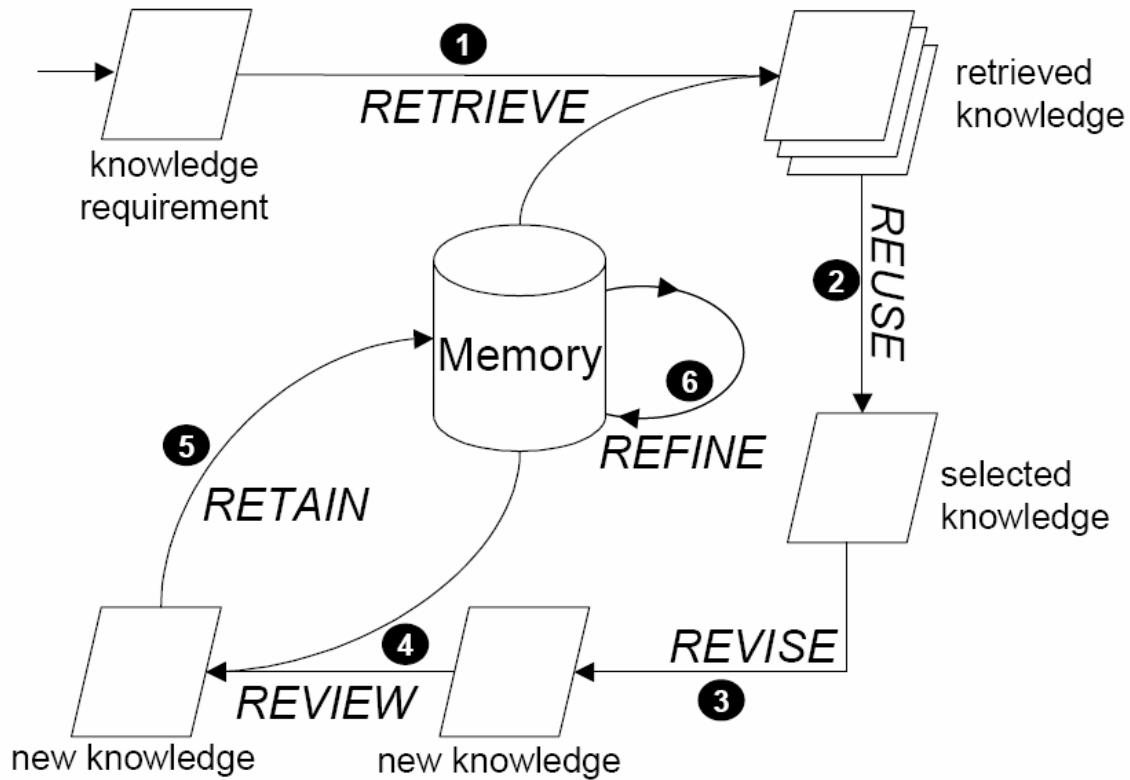 1
RETRIEVE
knowledge
requirement
retrieved
knowledge
2
REUSE
Memory
6
REFINE
5
RETAIN
selected
knowledge
REVISE
3
4
REVIEW
new knowledge
new knowledge